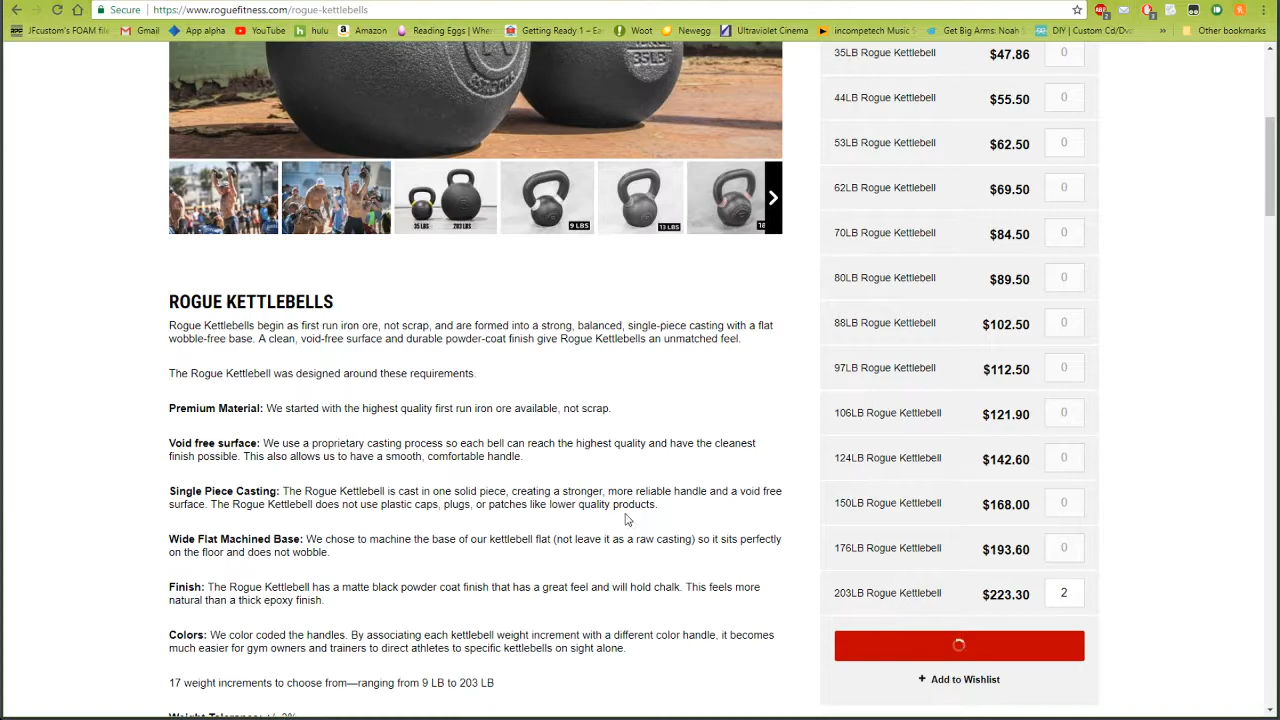 Secure https://www.roguefitness.com/rogue-kettlebells
JFcustom's FOAM file
Gmail
App alpha
YouTube
hulu
Amazon
Reading Eggs | Wher
Getting Ready 1 – Ea
Woot
Newegg
Ultraviolet Cinema
incompetech Music S
Get Big Arms: Noah
DIY | Custom Cd/Dvd
»
Other bookmarks
35LB
35 LBS 203 LBS
9 LBS
13 LBS
18
ROGUE KETTLEBELLS
Rogue Kettlebells begin as first run iron ore, not scrap, and are formed into a strong, balanced, single-piece casting with a flat
wobble-free base. A clean, void-free surface and durable powder-coat finish give Rogue Kettlebells an unmatched feel.
The Rogue Kettlebell was designed around these requirements.
Premium Material: We started with the highest quality first run iron ore available, not scrap.
Void free surface: We use a proprietary casting process so each bell can reach the highest quality and have the cleanest
finish possible. This also allows us to have a smooth, comfortable handle.
Single Piece Casting: The Rogue Kettlebell is cast in one solid piece, creating a stronger, more reliable handle and a void free
surface. The Rogue Kettlebell does not use plastic caps, plugs, or patches like lower quality products.
Wide Flat Machined Base: We chose to machine the base of our kettlebell flat (not leave it as a raw casting) so it sits perfectly
on the floor and does not wobble.
Finish: The Rogue Kettlebell has a matte black powder coat finish that has a great feel and will hold chalk. This feels more
natural than a thick epoxy finish.
Colors: We color coded the handles. By associating each kettlebell weight increment with a different color handle, it becomes
much easier for gym owners and trainers to direct athletes to specific kettlebells on sight alone.
17 weight increments to choose from—ranging from 9 LB to 203 LB
Weight Tolerance: +/- 3%
35LB Rogue Kettlebell $47.86 0
44LB Rogue Kettlebell $55.50 0
53LB Rogue Kettlebell $62.50 0
62LB Rogue Kettlebell $69.50 0
70LB Rogue Kettlebell $84.50 0
80LB Rogue Kettlebell $89.50 0
88LB Rogue Kettlebell $102.50 0
97LB Rogue Kettlebell $112.50 0
106LB Rogue Kettlebell $121.90 0
124LB Rogue Kettlebell $142.60 0
150LB Rogue Kettlebell $168.00 0
176LB Rogue Kettlebell $193.60 0
203LB Rogue Kettlebell $223.30 2
+ Add to Wishlist